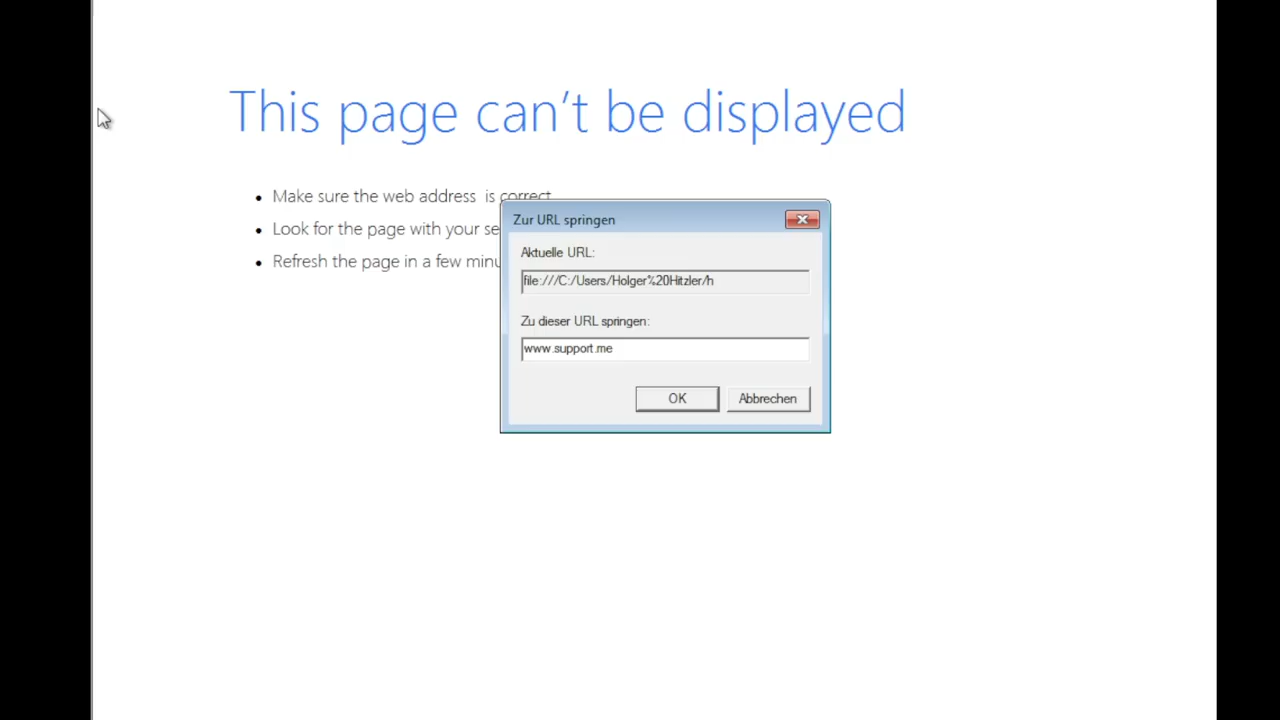 This page can't be displayed
Make sure the web address is correct
Look for the page with your se
Refresh the page in a few minu
Zur URL springen
Aktuelle URL:
file:///C:/Users/Holger%20Hitzler/h
Zu dieser URL springen:
www.support.me
OK
Abbrechen